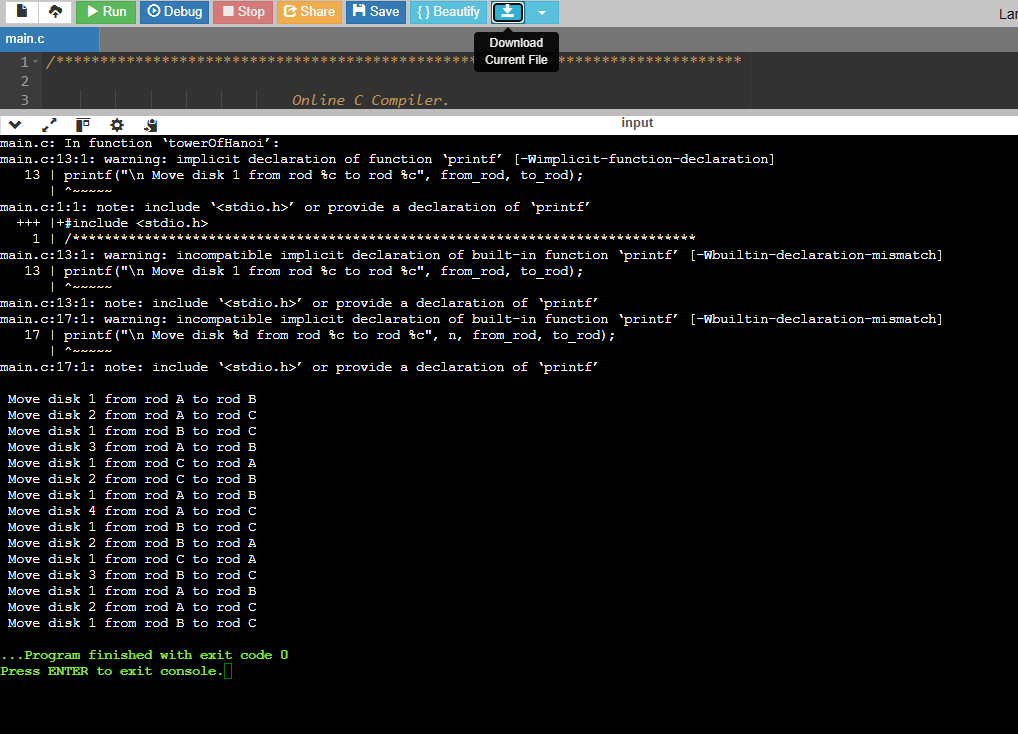 Run Debug Stop Share Save { } Beautify
main.c
Download
Current File
1 /******************************************************************************
2
3 Online C Compiler.
input
main.c: In function ‘towerOfHanoi’:
main.c:13:1: warning: implicit declaration of function ‘printf’ [-Wimplicit-function-declaration]
13 | printf("\n Move disk 1 from rod %c to rod %c", from_rod, to_rod);
| ^~~~~~
main.c:1:1: note: include ‘<stdio.h>’ or provide a declaration of ‘printf’
+++ |+#include <stdio.h>
1 | /******************************************************************************
main.c:13:1: warning: incompatible implicit declaration of built-in function ‘printf’ [-Wbuiltin-declaration-mismatch]
13 | printf("\n Move disk 1 from rod %c to rod %c", from_rod, to_rod);
| ^~~~~~
main.c:13:1: note: include ‘<stdio.h>’ or provide a declaration of ‘printf’
main.c:17:1: warning: incompatible implicit declaration of built-in function ‘printf’ [-Wbuiltin-declaration-mismatch]
17 | printf("\n Move disk %d from rod %c to rod %c", n, from_rod, to_rod);
| ^~~~~~
main.c:17:1: note: include ‘<stdio.h>’ or provide a declaration of ‘printf’
Move disk 1 from rod A to rod B
Move disk 2 from rod A to rod C
Move disk 1 from rod B to rod C
Move disk 3 from rod A to rod B
Move disk 1 from rod C to rod A
Move disk 2 from rod C to rod B
Move disk 1 from rod A to rod B
Move disk 4 from rod A to rod C
Move disk 1 from rod B to rod C
Move disk 2 from rod B to rod A
Move disk 1 from rod C to rod A
Move disk 3 from rod B to rod C
Move disk 1 from rod A to rod B
Move disk 2 from rod A to rod C
Move disk 1 from rod B to rod C
...Program finished with exit code 0
Press ENTER to exit console.